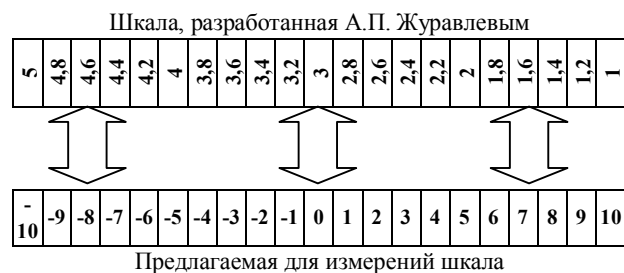 Шкала, разработанная А.П. Журавлевым
5 4,8 4,6 4,4 4,2 4 3,8 3,6 3,4 3,2 3 2,8 2,6 2,4 2,2 2 1,8 1,6 1,4 1,2 1
-10 -9 -8 -7 -6 -5 -4 -3 -2 -1 0 1 2 3 4 5 6 7 8 9 10
Предлагаемая для измерений шкала